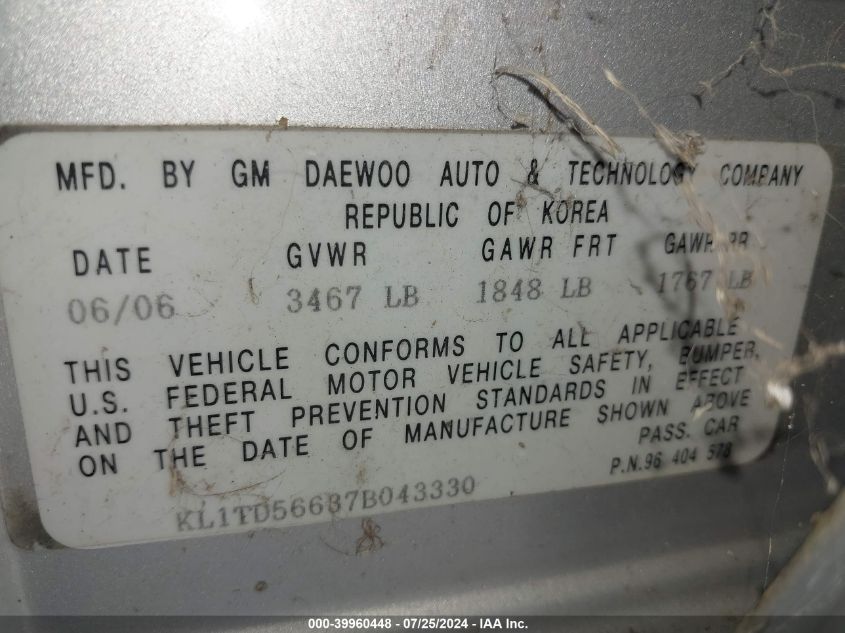 MFD. BY GM DAEWOO AUTO & TECHNOLOGY COMPANY
REPUBLIC OF KOREA
DATE GVWR GAWR FRT GAWR RR
06/06 3467 LB 1848 LB 1767 LB
THIS VEHICLE CONFORMS TO ALL APPLICABLE
U.S. FEDERAL MOTOR VEHICLE SAFETY, BUMPER,
AND THEFT PREVENTION STANDARDS IN EFFECT
ON THE DATE OF MANUFACTURE SHOWN ABOVE
PASS. CAR
P.N.96 404 578
KL1TD56637B043330
000-39960448 - 07/25/2024 - IAA Inc.